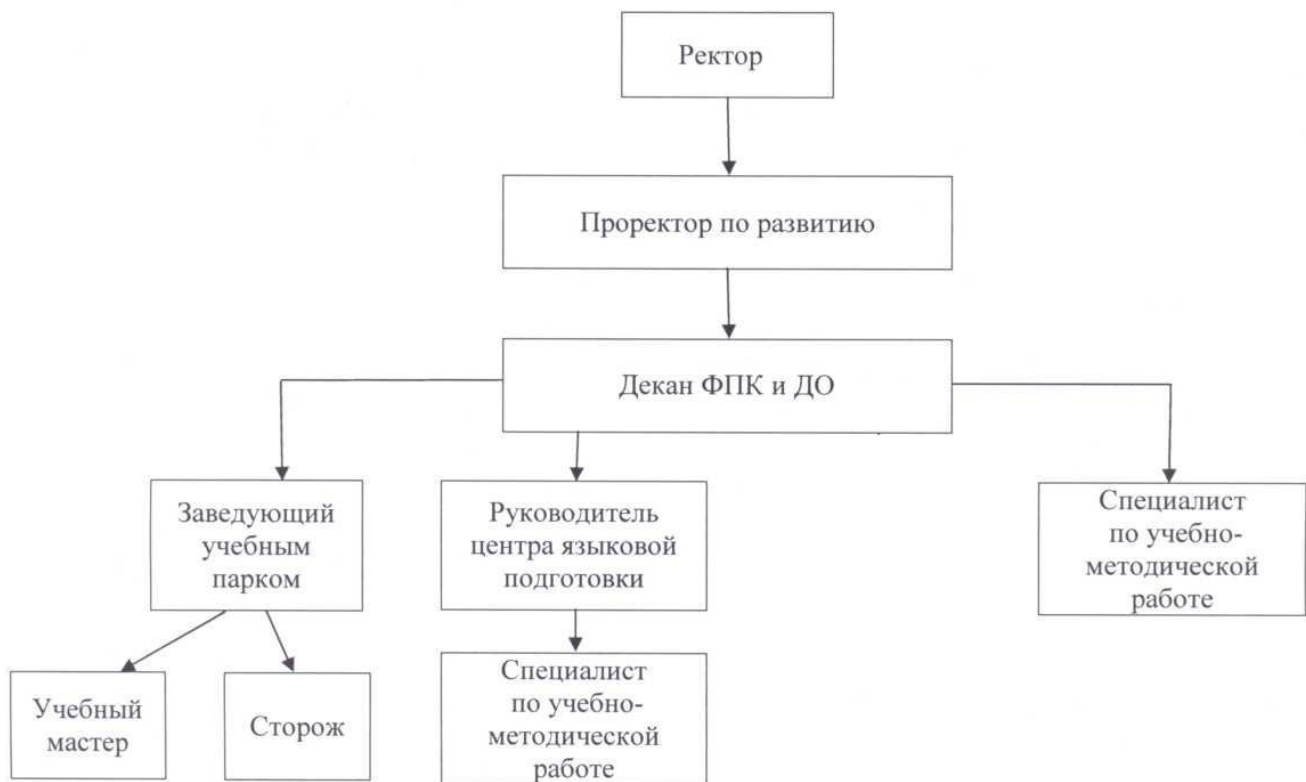 Ректор
Проректор по развитию
Декан ФПК и ДО
Заведующий
учебным
парком
Руководитель
центра языковой
подготовки
Специалист
по учебно-
методической
работе
Учебный
мастер
Сторож
Специалист
по учебно-
методической
работе